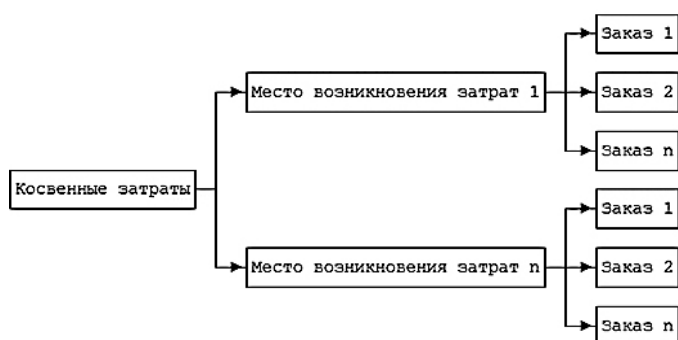 Косвенные затраты
Место возникновения затрат 1
Заказ 1
Заказ 2
Заказ n
Место возникновения затрат n
Заказ 1
Заказ 2
Заказ n